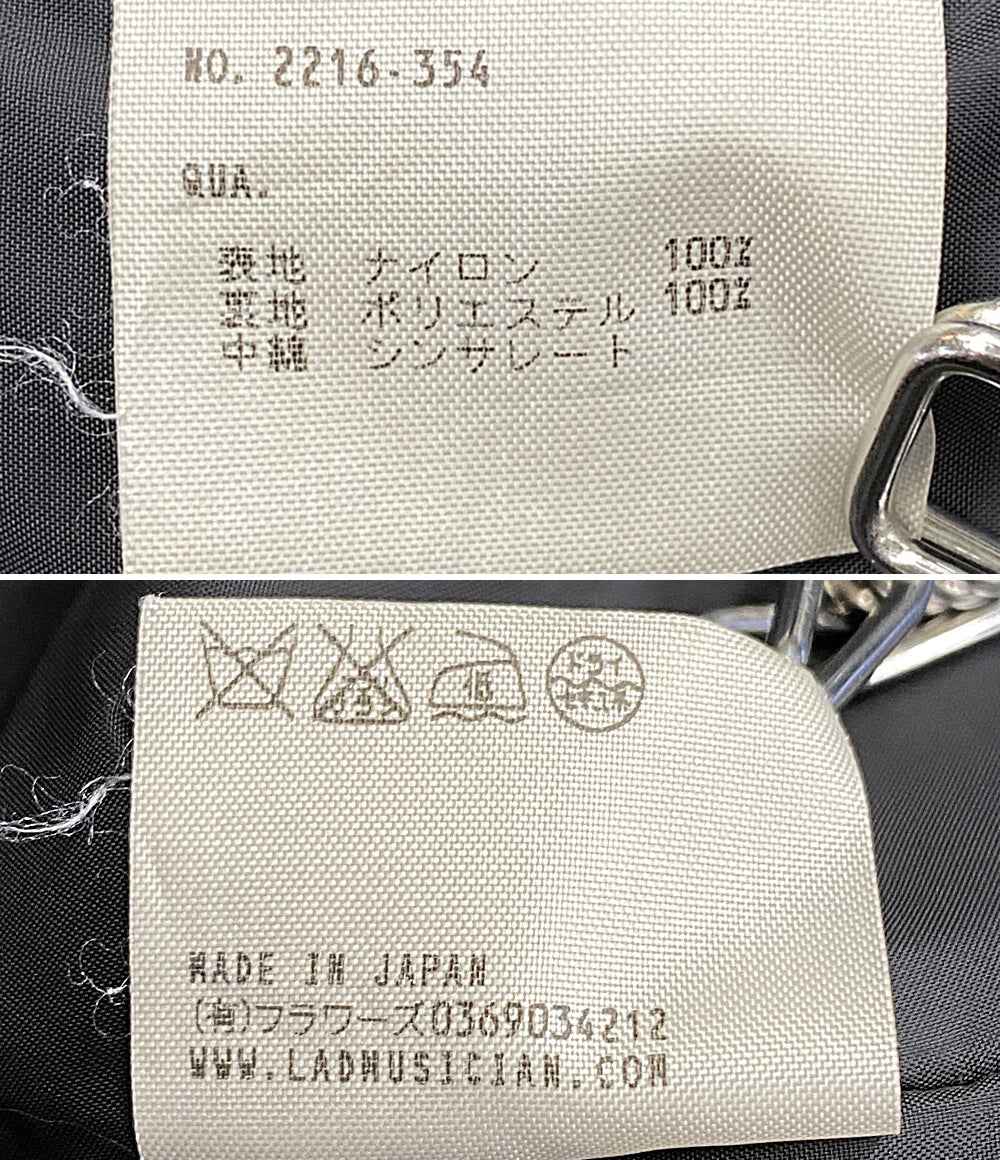 NO. 2216-354
QUA.
表地 ナイロン 100%
裏地 ポリエステル 100%
中綿 シンサレート
低
MADE IN JAPAN
(有)フラワーズ0369034212
WWW.LADMUSICIAN.COM